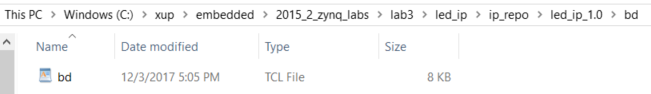 This PC > Windows (C:) > xup > embedded > 2015_2_zynq_labs > lab3 > led_ip > ip_repo > led_ip_1.0 > bd
Name Date modified Type Size
bd 12/3/2017 5:05 PM TCL File 8 KB